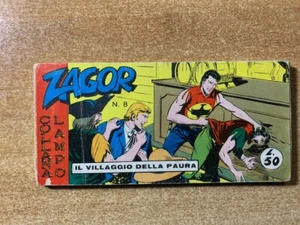 ZAGOR
N. 8
COLLANA
LAMPO
IL VILLAGGIO DELLA PAURA
L. 50